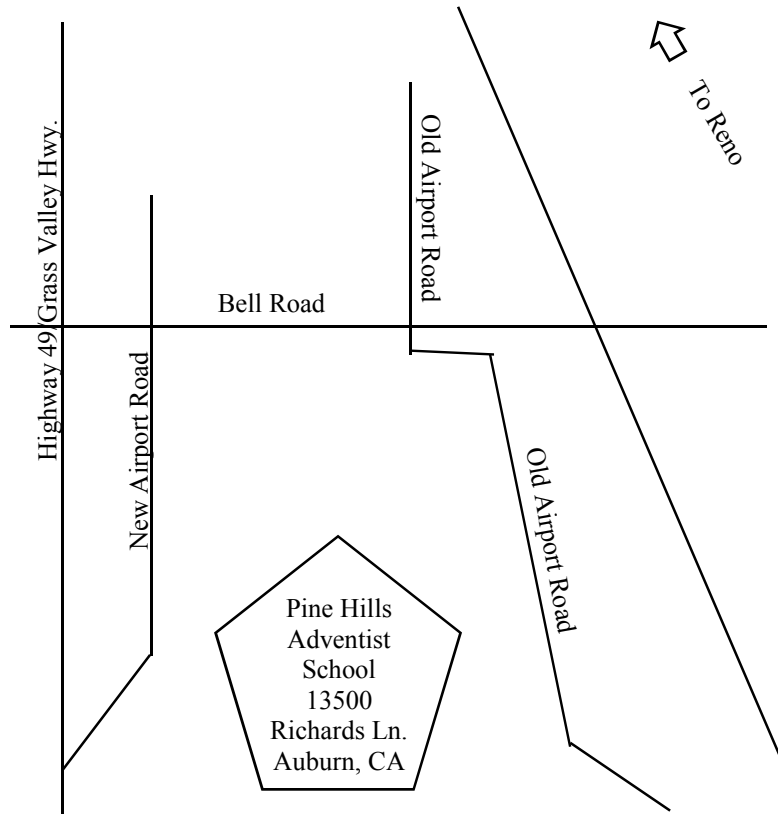 To Reno
Highway 49/Grass Valley Hwy.
Old Airport Road
Bell Road
New Airport Road
Old Airport Road
Pine Hills
Adventist
School
13500
Richards Ln.
Auburn, CA